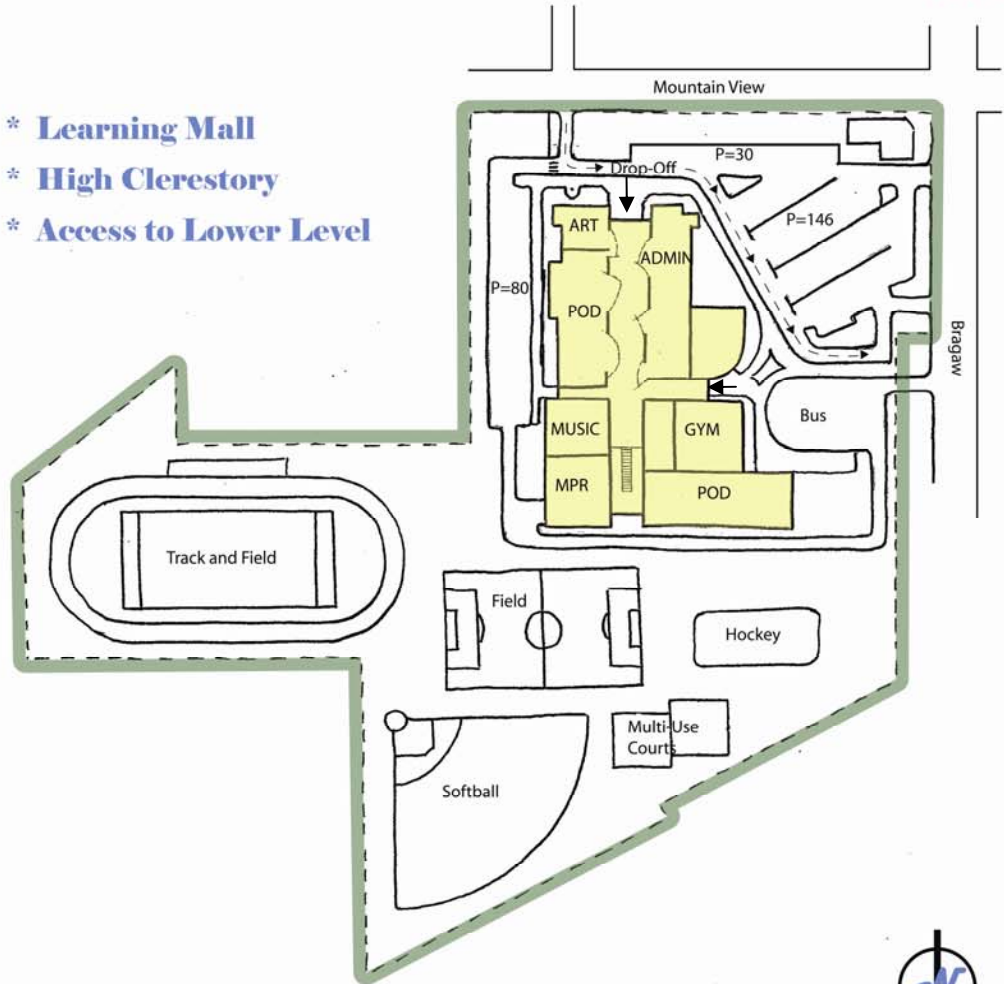 Mountain View
* Learning Mall
* High Clerestory
* Access to Lower Level
P=30
Drop-Off
P=146
ART
ADMIN
P=80
POD
Bragaw
MUSIC
GYM
Bus
MPR
POD
Track and Field
Field
Hockey
Multi-Use
Courts
Softball
N